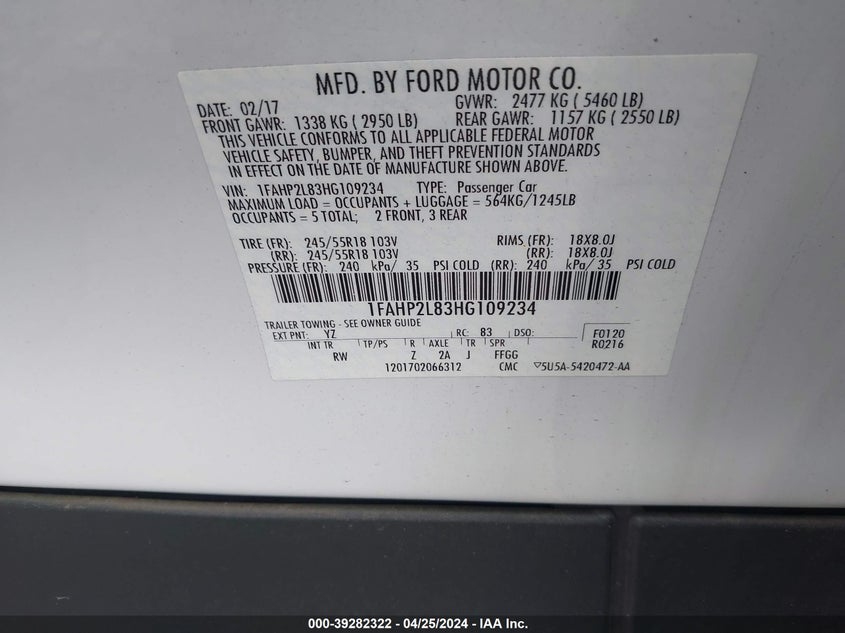 MFD. BY FORD MOTOR CO.
DATE: 02/17 GVWR: 2477 KG ( 5460 LB)
FRONT GAWR: 1338 KG ( 2950 LB) REAR GAWR: 1157 KG ( 2550 LB)
THIS VEHICLE CONFORMS TO ALL APPLICABLE FEDERAL MOTOR
VEHICLE SAFETY, BUMPER, AND THEFT PREVENTION STANDARDS
IN EFFECT ON THE DATE OF MANUFACTURE SHOWN ABOVE.
VIN: 1FAHP2L83HG109234 TYPE: Passenger Car
MAXIMUM LOAD = OCCUPANTS + LUGGAGE = 564KG/1245LB
OCCUPANTS = 5 TOTAL; 2 FRONT, 3 REAR
TIRE (FR): 245/55R18 103V RIMS (FR): 18X8.0J
(RR): 245/55R18 103V (RR): 18X8.0J
PRESSURE (FR): 240 kPa/ 35 PSI COLD (RR): 240 kPa/ 35 PSI COLD
1FAHP2L83HG109234
TRAILER TOWING - SEE OWNER GUIDE
EXT PNT: YZ RC: 83 DSO: F0120
INT TR TP/PS R AXLE TR SPR R0216
RW Z 2A J FFGG
1201702066312 CMC ▽5U5A-5420472-AA
000-39282322 - 04/25/2024 - IAA Inc.